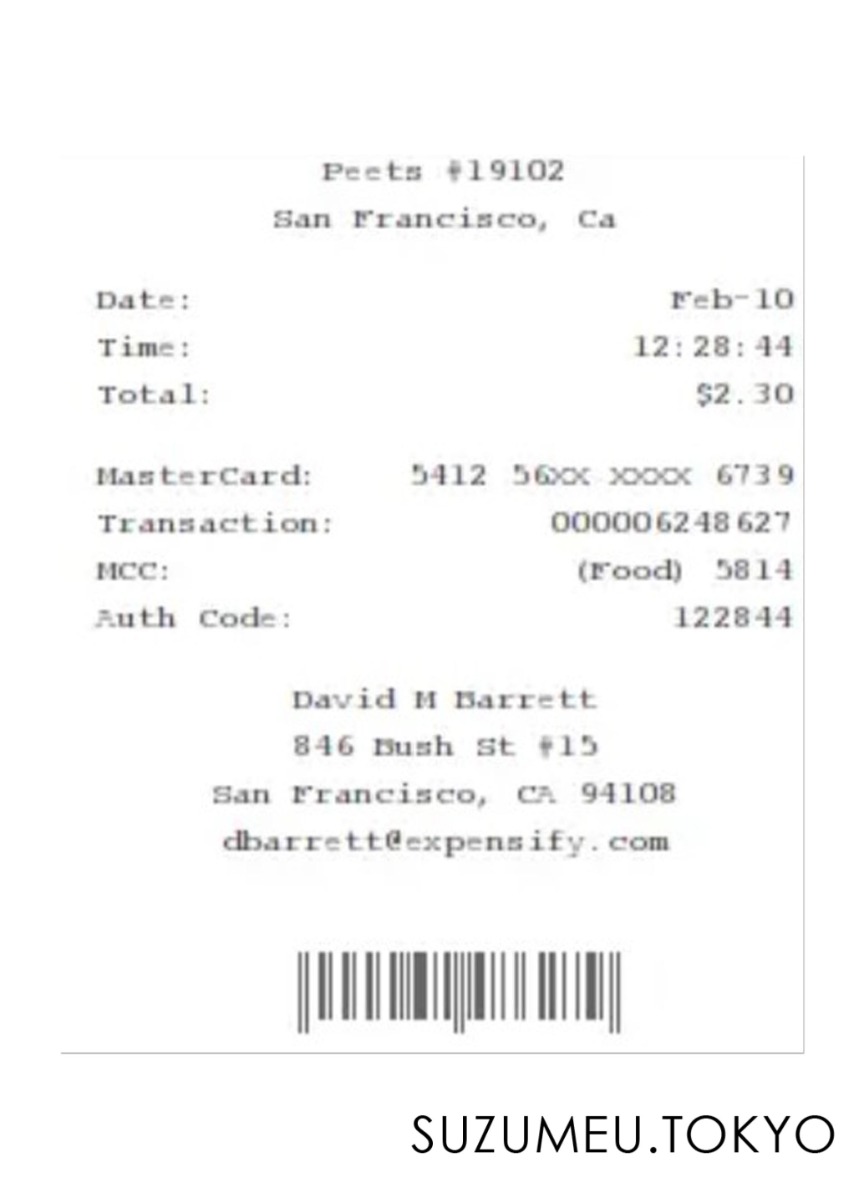 Peets #19102
San Francisco, Ca
Date: Feb-10
Time: 12:28:44
Total: $2.30
MasterCard: 5412 56xx xxxx 6739
Transaction: 000006248627
MCC: (Food) 5814
Auth Code: 122844
David M Barrett
846 Bush St #15
San Francisco, CA 94108
dbarrett@expensify.com
SUZUMEU.TOKYO